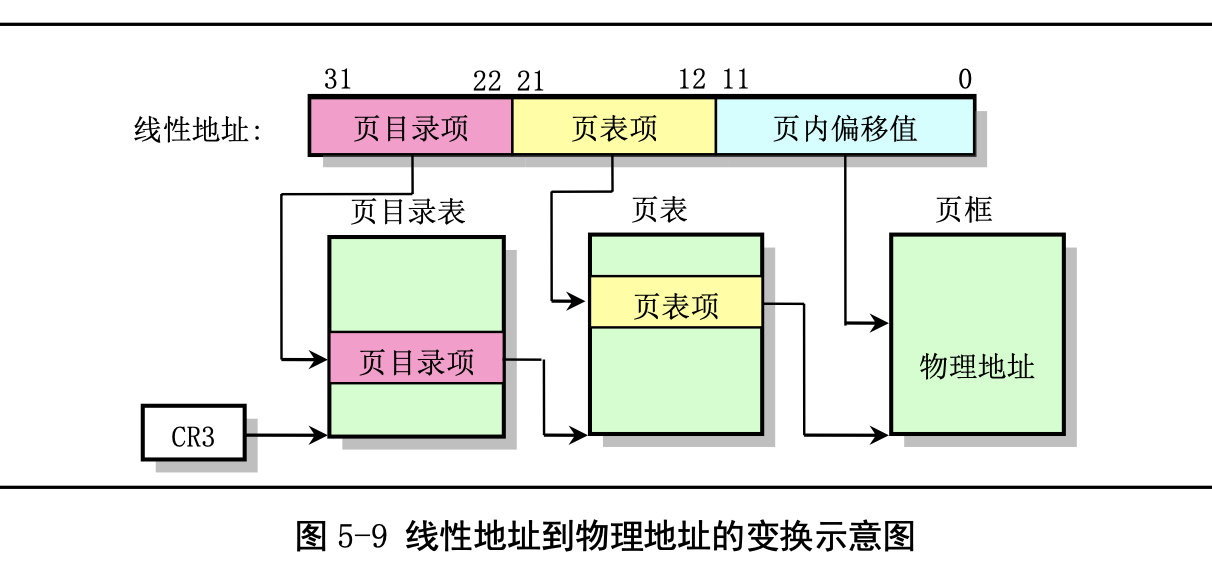 31 22 21 12 11 0
线性地址: 页目录项 页表项 页内偏移值
页目录表 页表 页框
页表项
页目录项 物理地址
CR3
图 5-9 线性地址到物理地址的变换示意图